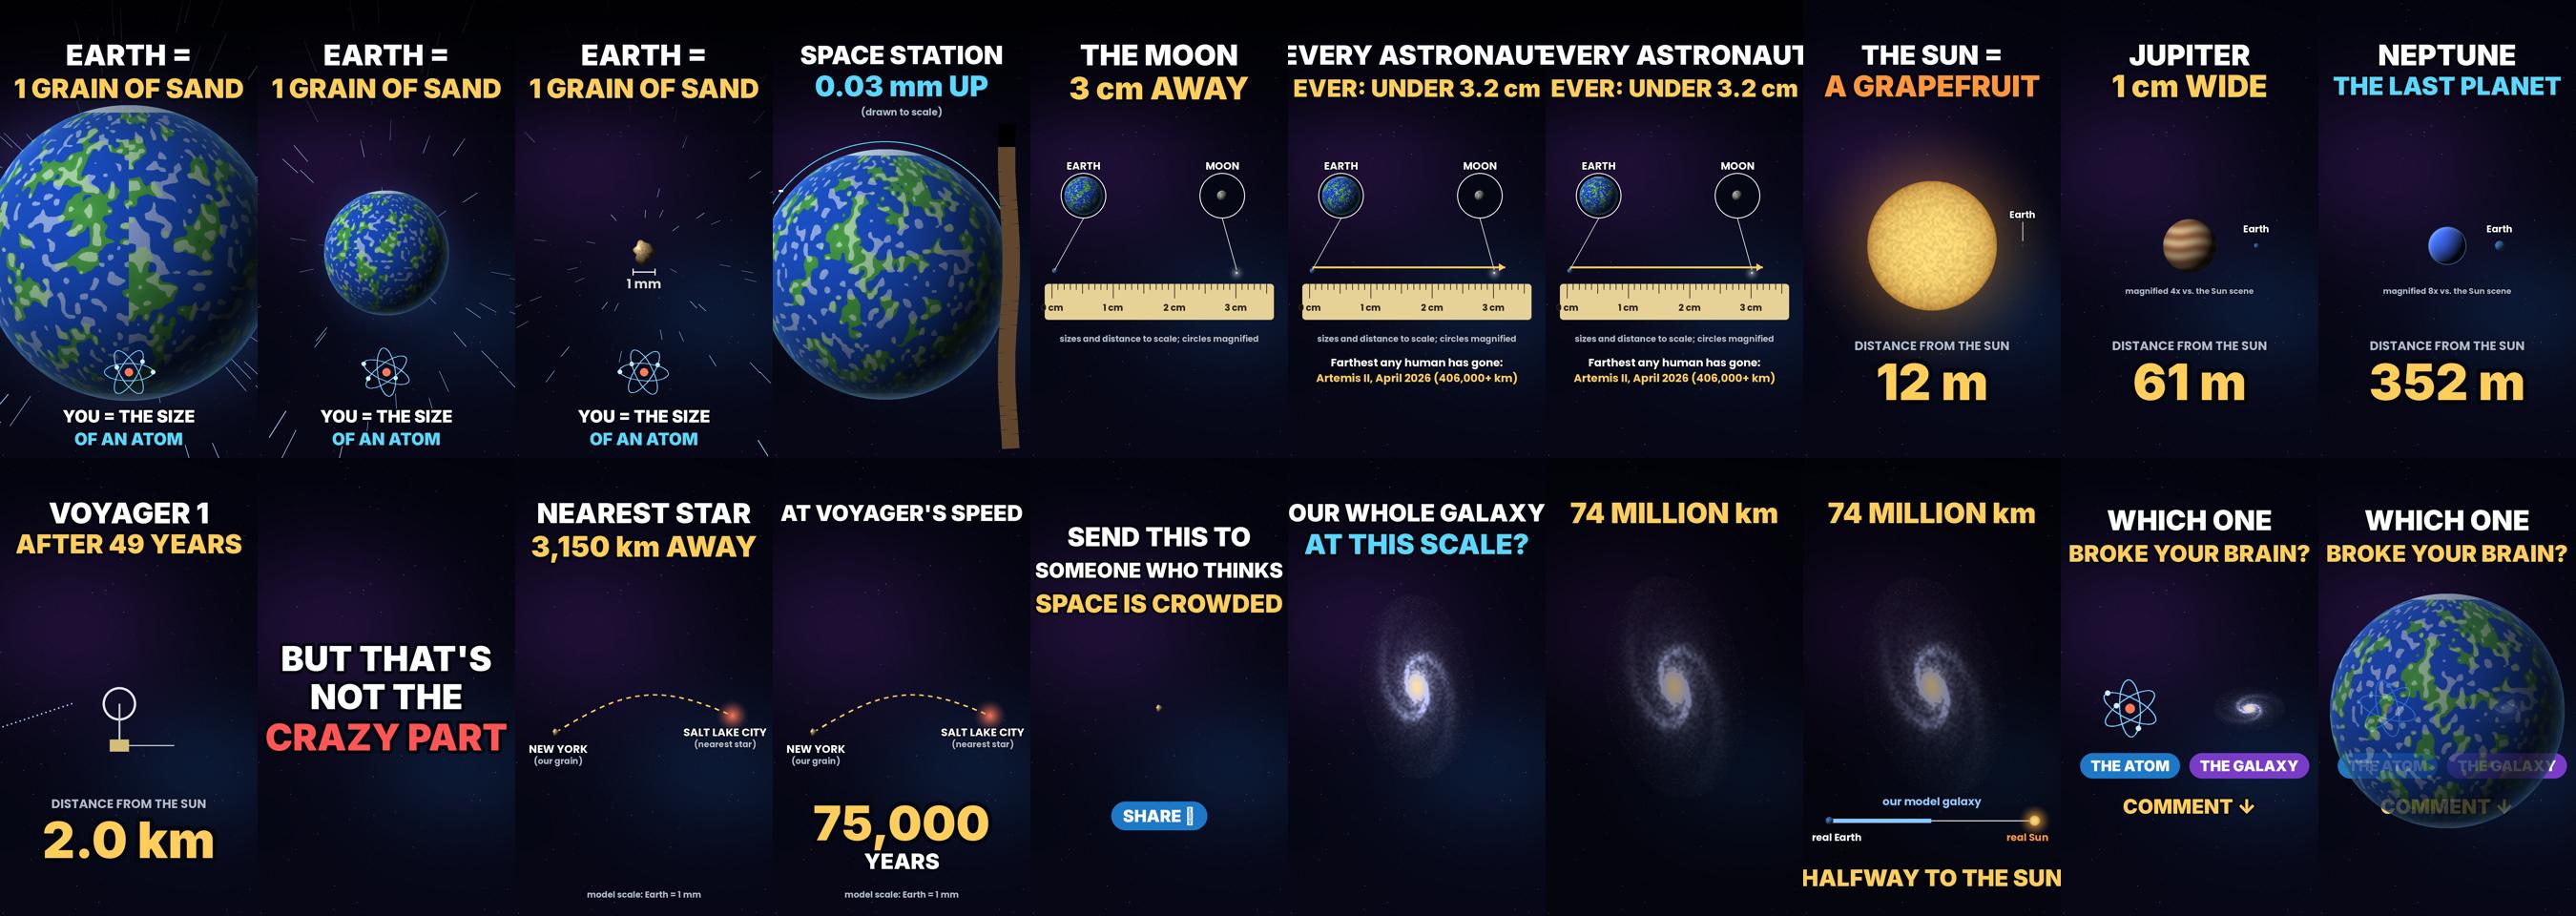 EARTH =
1 GRAIN OF SAND
YOU = THE SIZE
OF AN ATOM
EARTH =
1 GRAIN OF SAND
YOU = THE SIZE
OF AN ATOM
EARTH =
1 GRAIN OF SAND
1 mm
YOU = THE SIZE
OF AN ATOM
SPACE STATION
0.03 mm UP
(drawn to scale)
THE MOON
3 cm AWAY
EARTH
MOON
cm 1 cm 2 cm 3 cm
sizes and distance to scale; circles magnified
EVERY ASTRONAUT
EVER: UNDER 3.2 cm
EARTH
MOON
cm 1 cm 2 cm 3 cm
sizes and distance to scale; circles magnified
Farthest any human has gone:
Artemis II, April 2026 (406,000+ km)
EVERY ASTRONAUT
EVER: UNDER 3.2 cm
EARTH
MOON
cm 1 cm 2 cm 3 cm
sizes and distance to scale; circles magnified
Farthest any human has gone:
Artemis II, April 2026 (406,000+ km)
THE SUN =
A GRAPEFRUIT
Earth
DISTANCE FROM THE SUN
12 m
JUPITER
1 cm WIDE
Earth
magnified 4x vs. the Sun scene
DISTANCE FROM THE SUN
61 m
NEPTUNE
THE LAST PLANET
Earth
magnified 8x vs. the Sun scene
DISTANCE FROM THE SUN
352 m
VOYAGER 1
AFTER 49 YEARS
DISTANCE FROM THE SUN
2.0 km
BUT THAT'S
NOT THE
CRAZY PART
NEAREST STAR
3,150 km AWAY
SALT LAKE CITY
(nearest star)
NEW YORK
(our grain)
model scale: Earth = 1 mm
AT VOYAGER'S SPEED
SALT LAKE CITY
(nearest star)
NEW YORK
(our grain)
75,000
YEARS
model scale: Earth = 1 mm
SEND THIS TO
SOMEONE WHO THINKS
SPACE IS CROWDED
SHARE
OUR WHOLE GALAXY
AT THIS SCALE?
74 MILLION km
74 MILLION km
our model galaxy
real Earth
real Sun
HALFWAY TO THE SUN
WHICH ONE
BROKE YOUR BRAIN?
THE ATOM
THE GALAXY
COMMENT ↓
WHICH ONE
BROKE YOUR BRAIN?
THE ATOM
THE GALAXY
COMMENT ↓